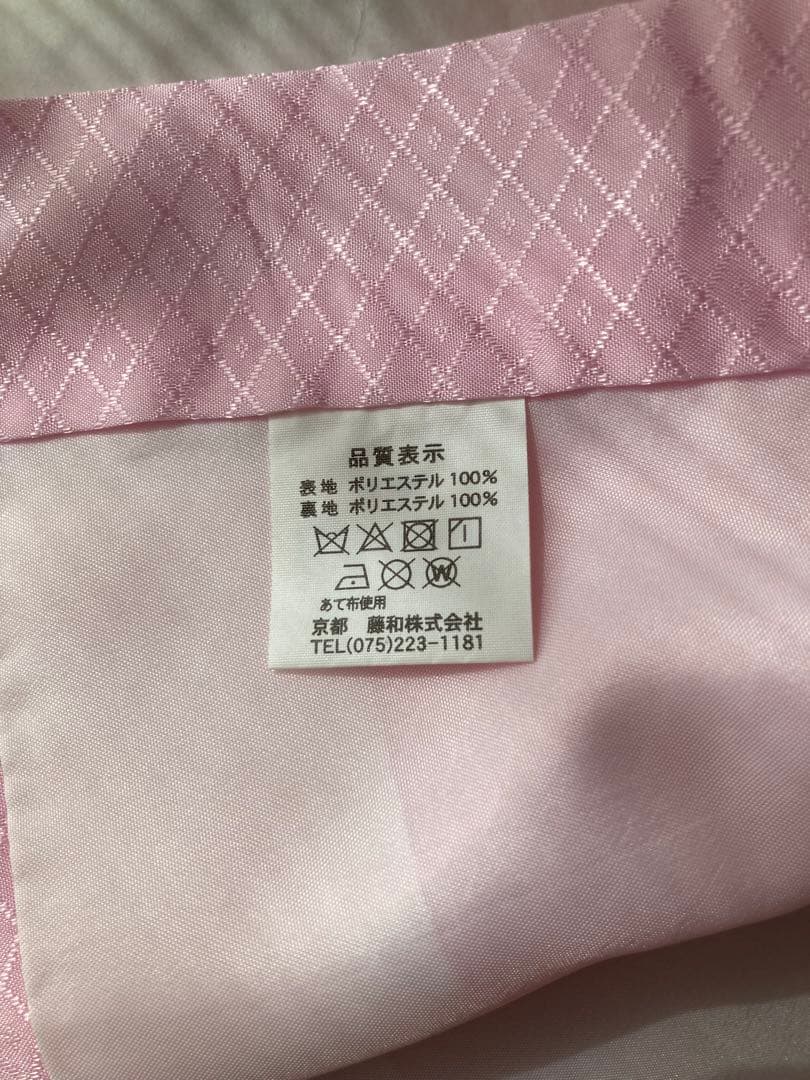 品質表示
表地 ポリエステル 100%
裏地 ポリエステル 100%
W
あて布使用
京都 藤和株式会社
TEL(075)223-1181